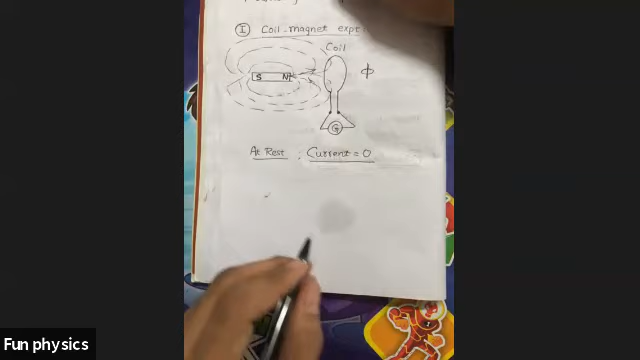 I Coil-magnet expt
Coil
S N
ϕ
G
At Rest : Current = 0
Fun physics